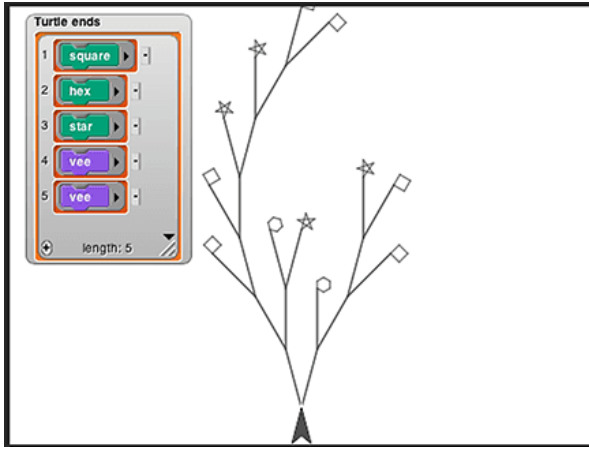 Turtle ends
1 square
2 hex
3 star
4 vee
5 vee
length: 5